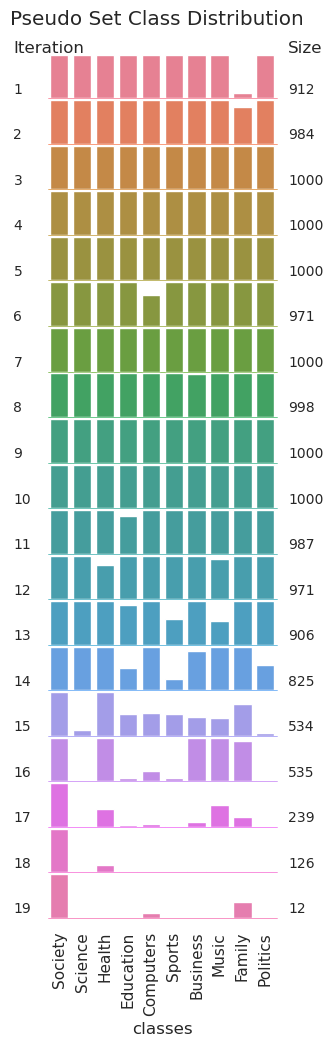 Pseudo Set Class Distribution
Iteration Size
1 912
2 984
3 1000
4 1000
5 1000
6 971
7 1000
8 998
9 1000
10 1000
11 987
12 971
13 906
14 825
15 534
16 535
17 239
18 126
19 12
Society
Science
Health
Education
Computers
Sports
Business
Music
Family
Politics
classes